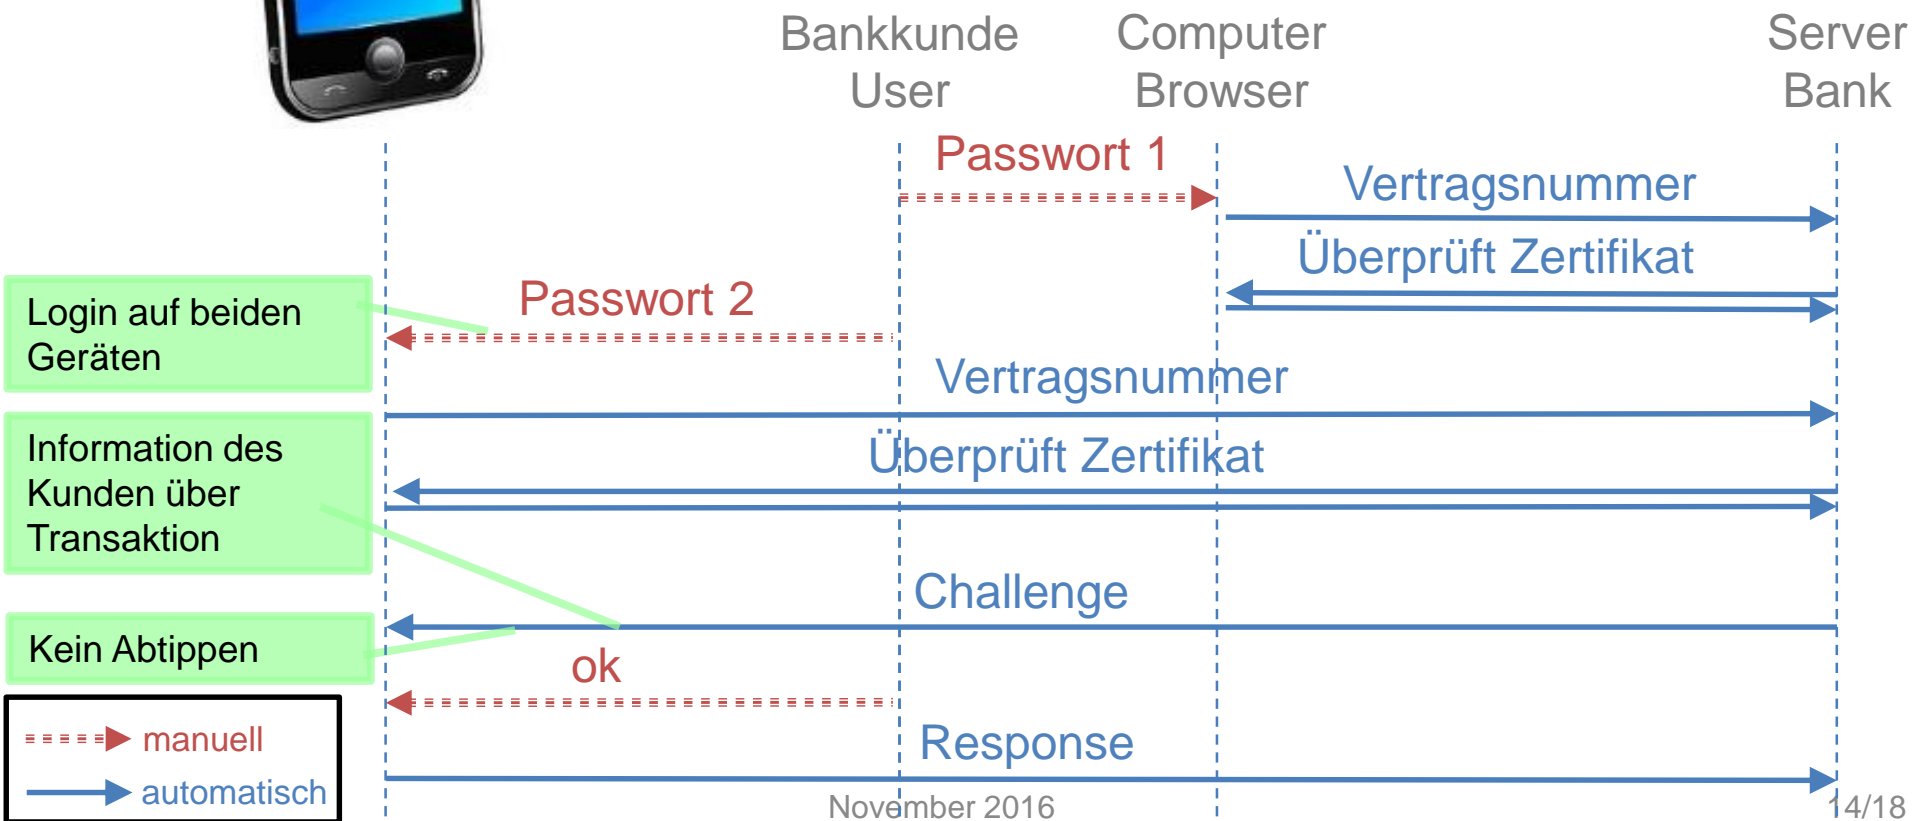 Bankkunde
User
Computer
Browser
Server
Bank
Passwort 1
Vertragsnummer
Überprüft Zertifikat
Login auf beiden
Geräten
Passwort 2
Vertragsnummer
Information des
Kunden über
Transaktion
Überprüft Zertifikat
Challenge
Kein Abtippen
ok
manuell
automatisch
Response
November 2016
14/18